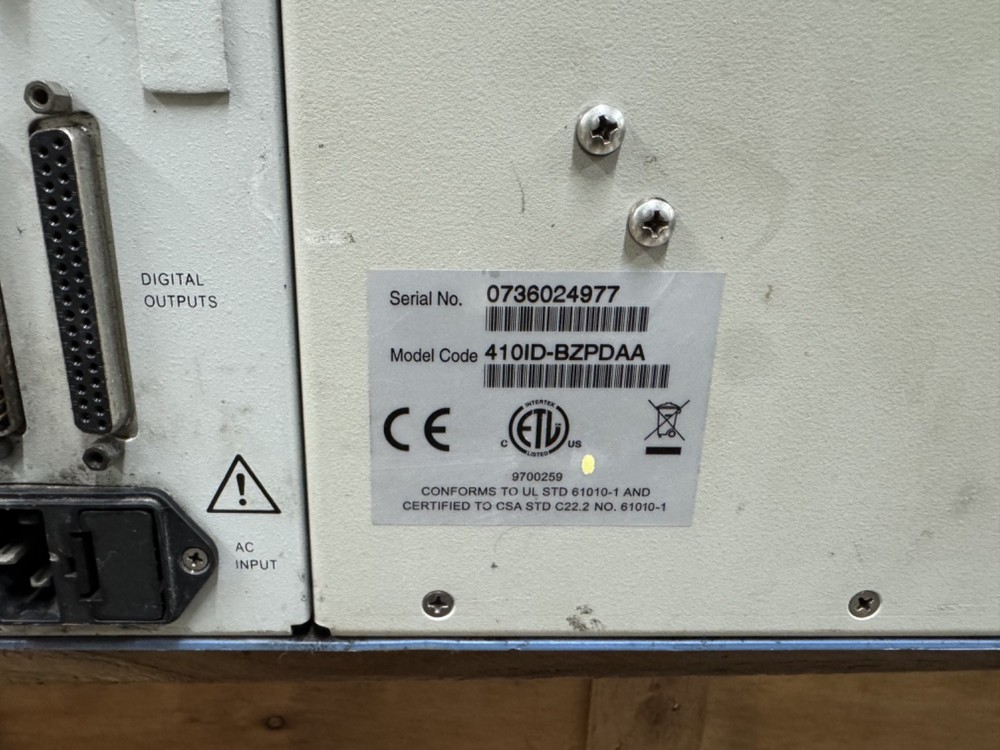 DIGITAL
OUTPUTS
AC
INPUT
Serial No. 0736024977
Model Code 410ID-BZPDAA
CE
INTERTEK
C ETL US
LISTED
9700259
CONFORMS TO UL STD 61010-1 AND
CERTIFIED TO CSA STD C22.2 NO. 61010-1